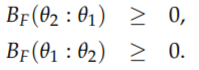 B_F(θ_2 : θ_1) ≥ 0,
B_F(θ_1 : θ_2) ≥ 0.